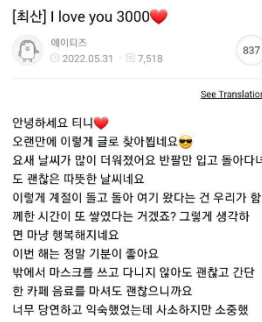 [최산] I love you 3000❤️
에이티즈
2022.05.31
7,518
837
See Translation
안녕하세요 티니❤️
오랜만에 이렇게 글로 찾아뵙네요😎
요새 날씨가 많이 더워졌어요 반팔만 입고 돌아다녀
도 괜찮은 따뜻한 날씨네요
이렇게 계절이 돌고 돌아 여기 왔다는 건 우리가 함
께한 시간이 또 쌓였다는 거겠죠? 그렇게 생각하
면 마냥 행복해지네요
이번 해는 정말 기분이 좋아요
밖에서 마스크를 쓰고 다니지 않아도 괜찮고 간단
한 카페 음료를 마셔도 괜찮으니까요
너무 당연하고 익숙했었는데 사소하지만 소중했